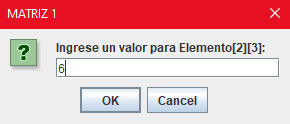 MATRIZ 1
Ingrese un valor para Elemento[2][3]:
6
OK Cancel